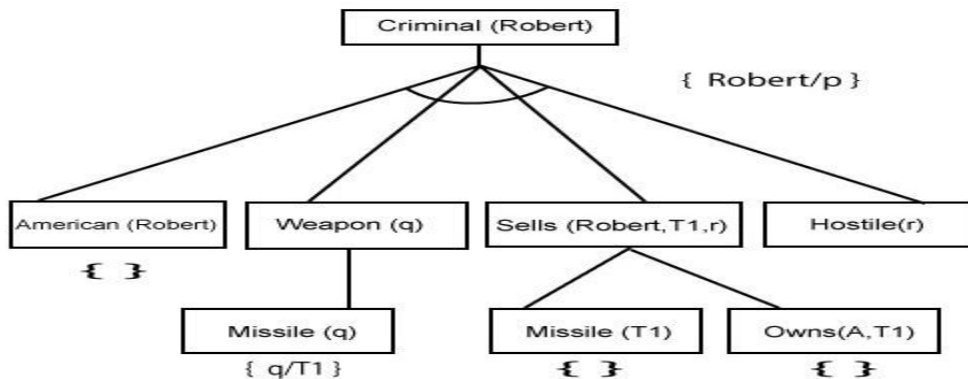 Criminal (Robert)
{ Robert/p }
American (Robert)
Weapon (q)
Sells (Robert,T1,r)
Hostile(r)
{ }
Missile (q)
Missile (T1)
Owns(A,T1)
{ q/T1 }
{ }
{ }